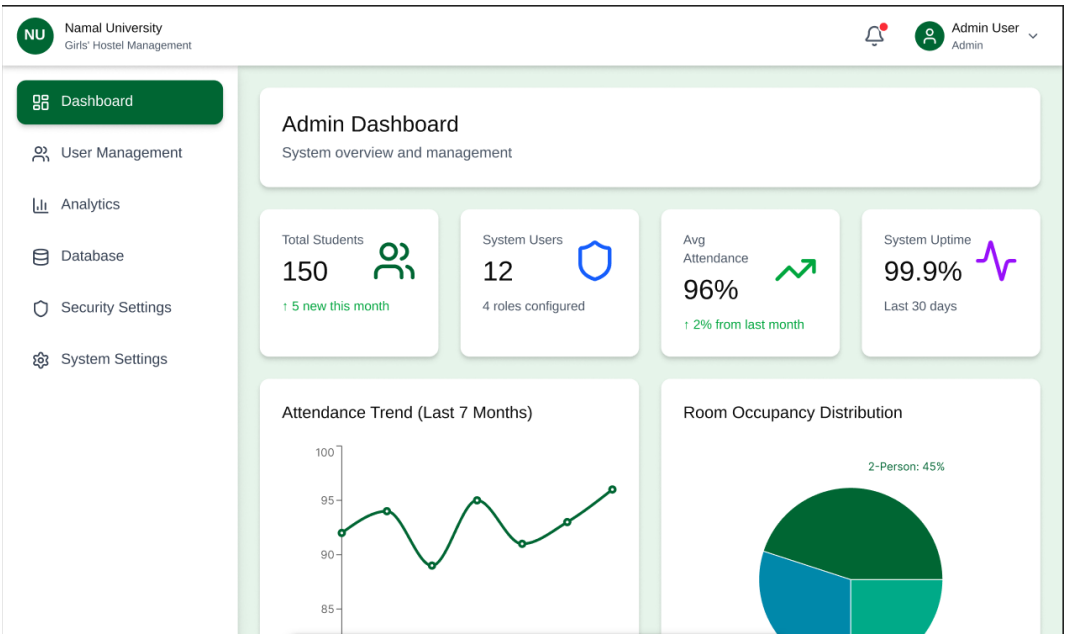 NU
Namal University
Girls' Hostel Management
Admin User
Admin
Dashboard
User Management
Analytics
Database
Security Settings
System Settings
Admin Dashboard
System overview and management
Total Students
150
↑ 5 new this month
System Users
12
4 roles configured
Avg
Attendance
96%
↑ 2% from last month
System Uptime
99.9%
Last 30 days
Attendance Trend (Last 7 Months)
100
95
90
85
Room Occupancy Distribution
2-Person: 45%